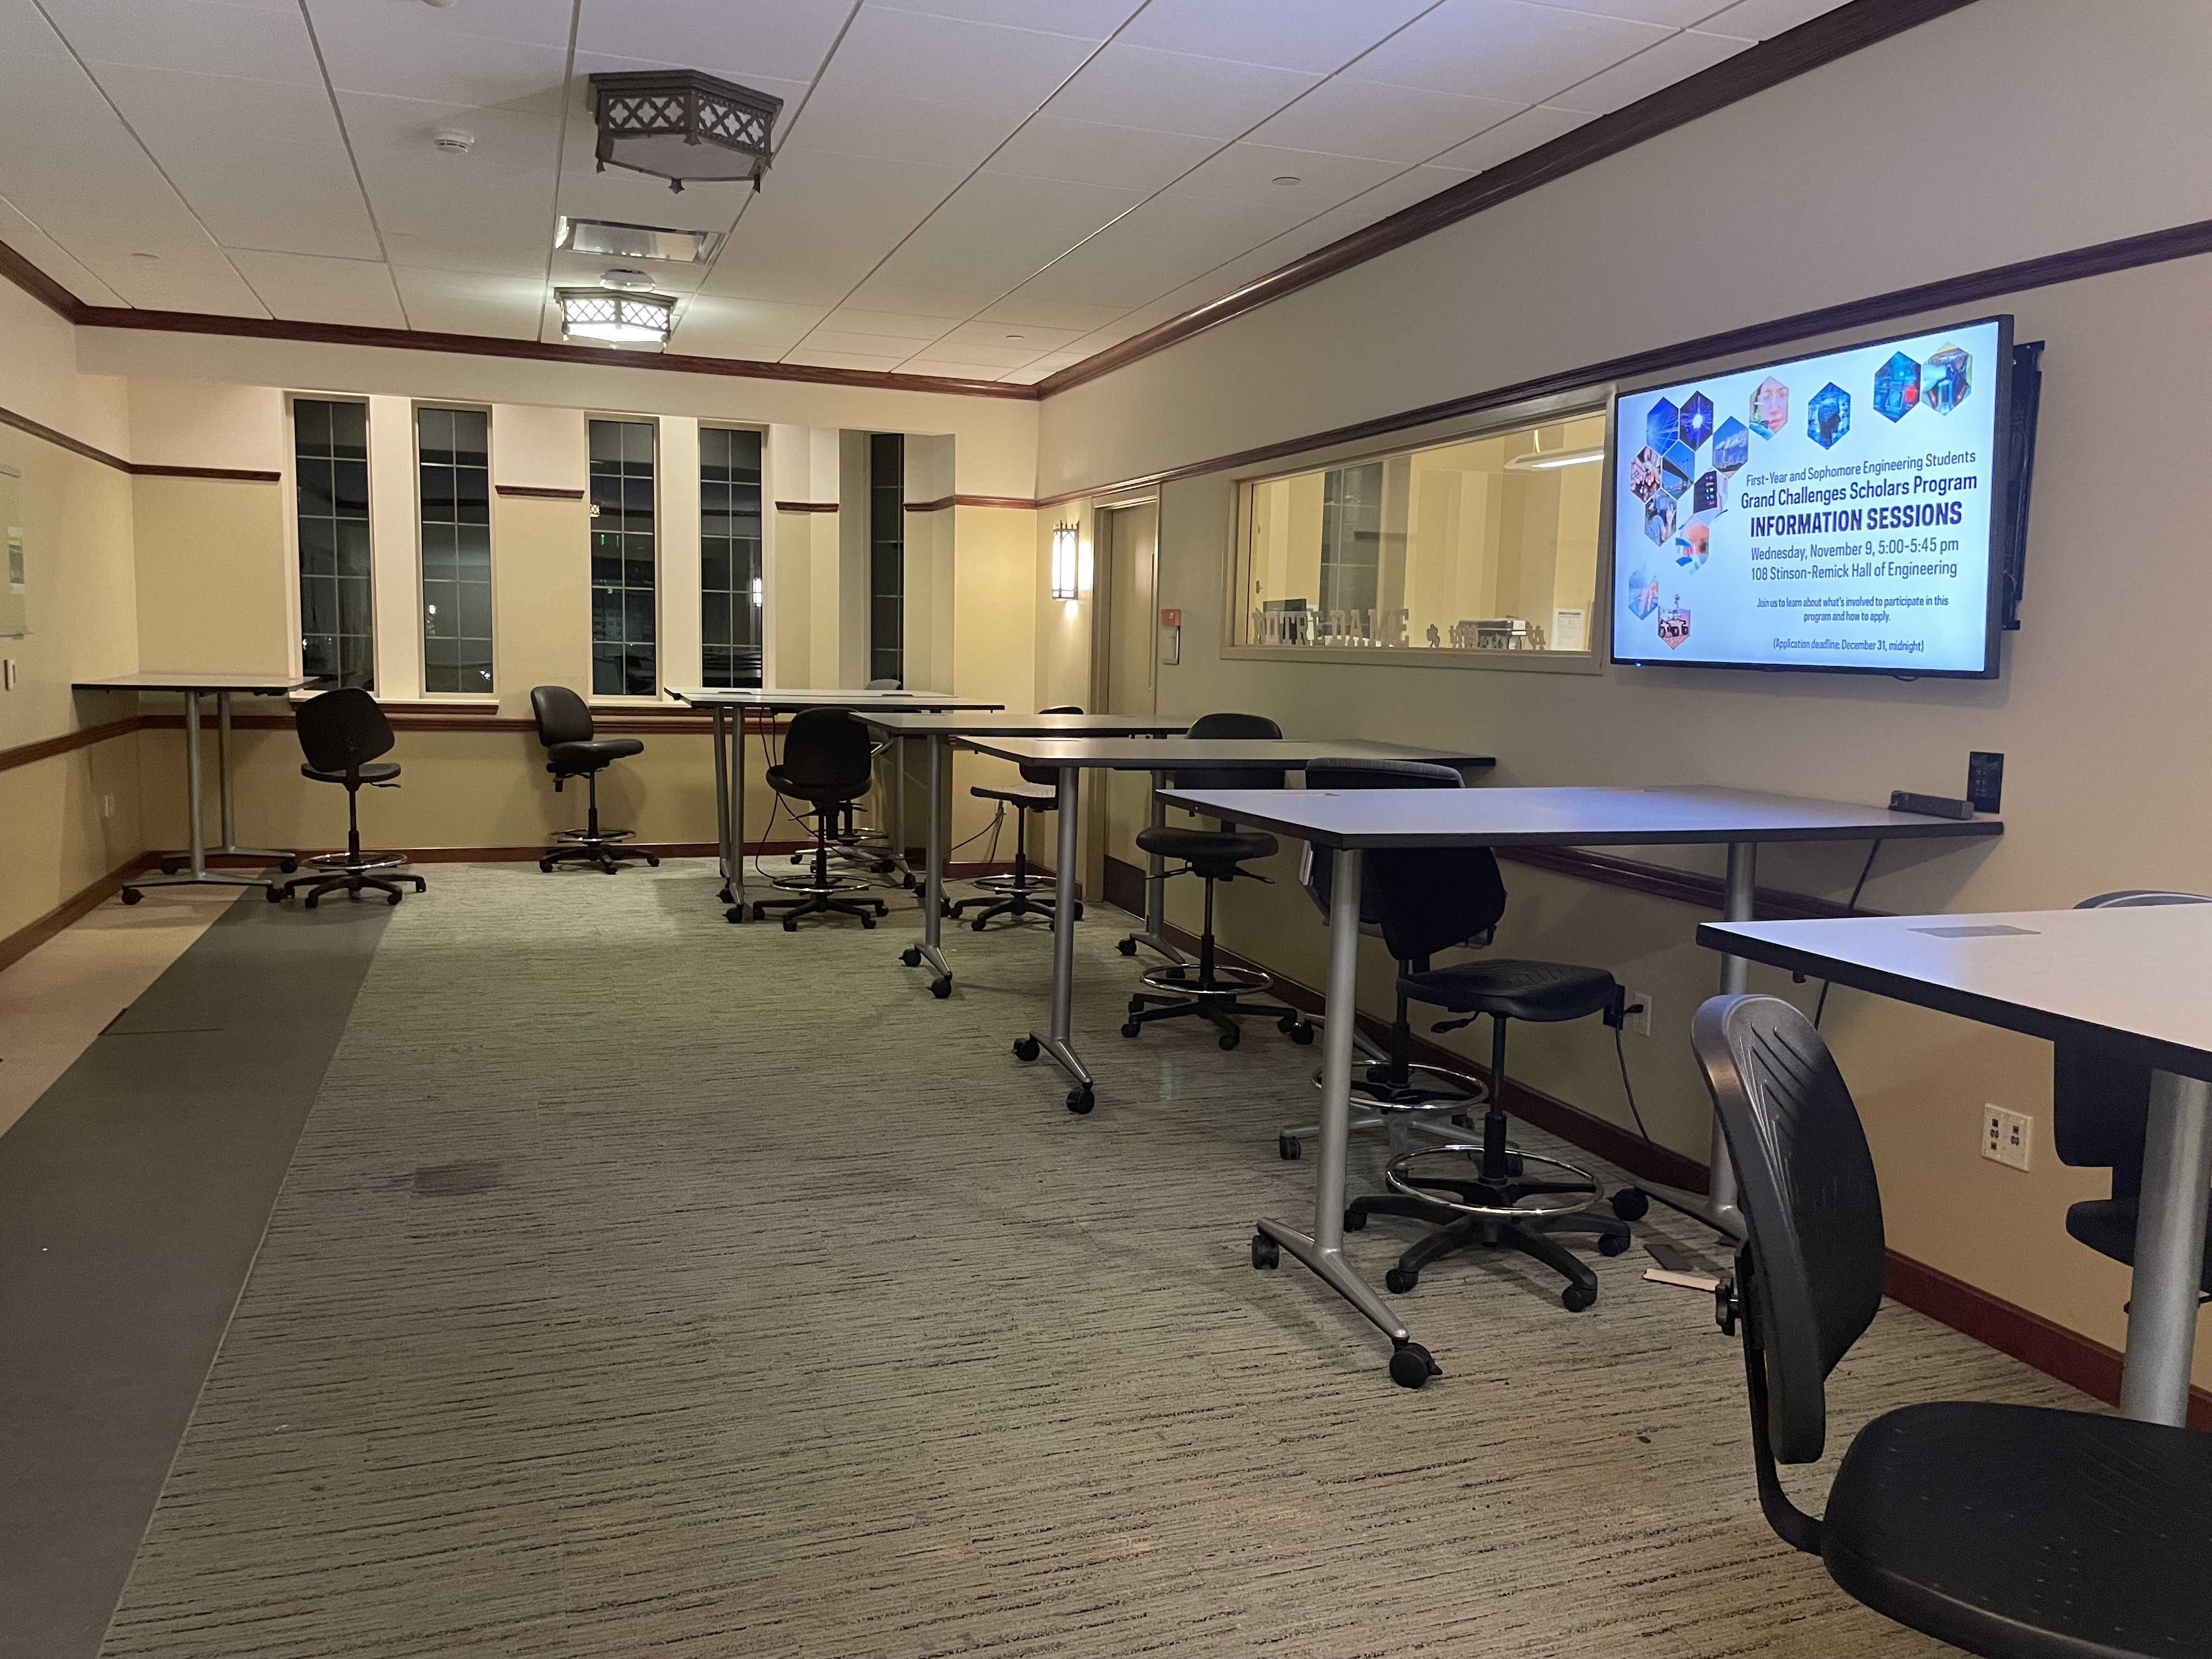 First-Year and Sophomore Engineering Students
Grand Challenges Scholars Program
INFORMATION SESSIONS
Wednesday, November 9, 5:00-5:45 pm
108 Stinson-Remick Hall of Engineering
Join us to learn about what's involved to participate in this
program and how to apply.
(Application deadline: December 31, midnight)